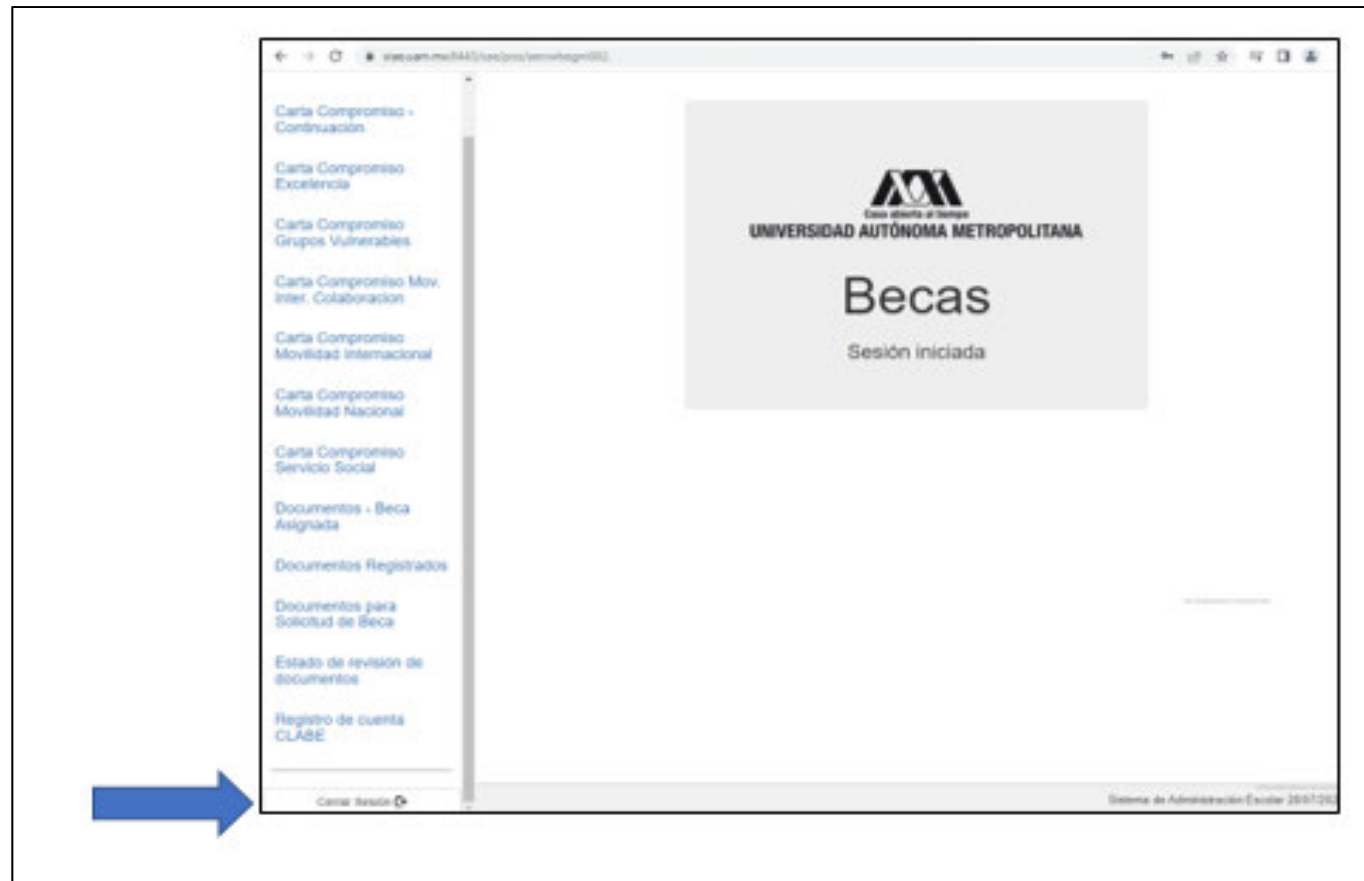 Carta Compromiso -
Continuación
Carta Compromiso
Excelencia
Carta Compromiso
Grupos Vulnerables
Carta Compromiso Mov.
Inter. Colaboracion
Carta Compromiso
Movilidad Internacional
Carta Compromiso
Movilidad Nacional
Carta Compromiso
Servicio Social
Documentos - Beca
Asignada
Documentos Registrados
Documentos para
Solicitud de Beca
Estado de revisión de
documentos
Registro de cuenta
CLABE
Cerrar Sesión
Casa abierta al tiempo
UNIVERSIDAD AUTÓNOMA METROPOLITANA
Becas
Sesión iniciada
Sistema de Administración Escolar